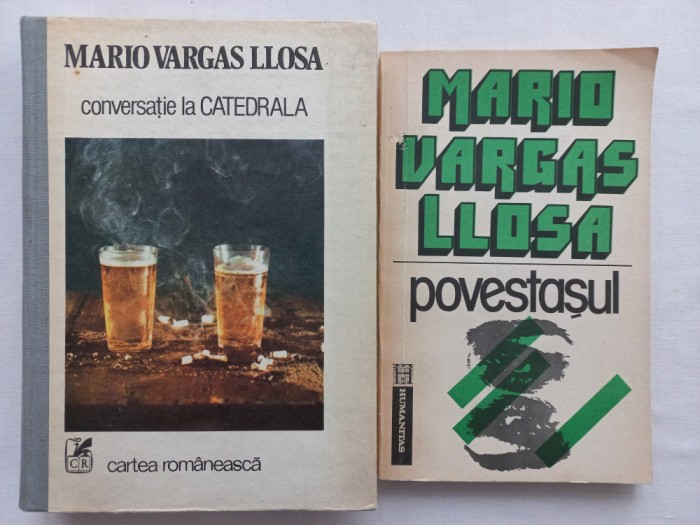 MARIO VARGAS LLOSA
conversație la CATEDRALA
CR
cartea românească
MARIO
VARGAS
LLOSA
povestașul
HUMANITAS